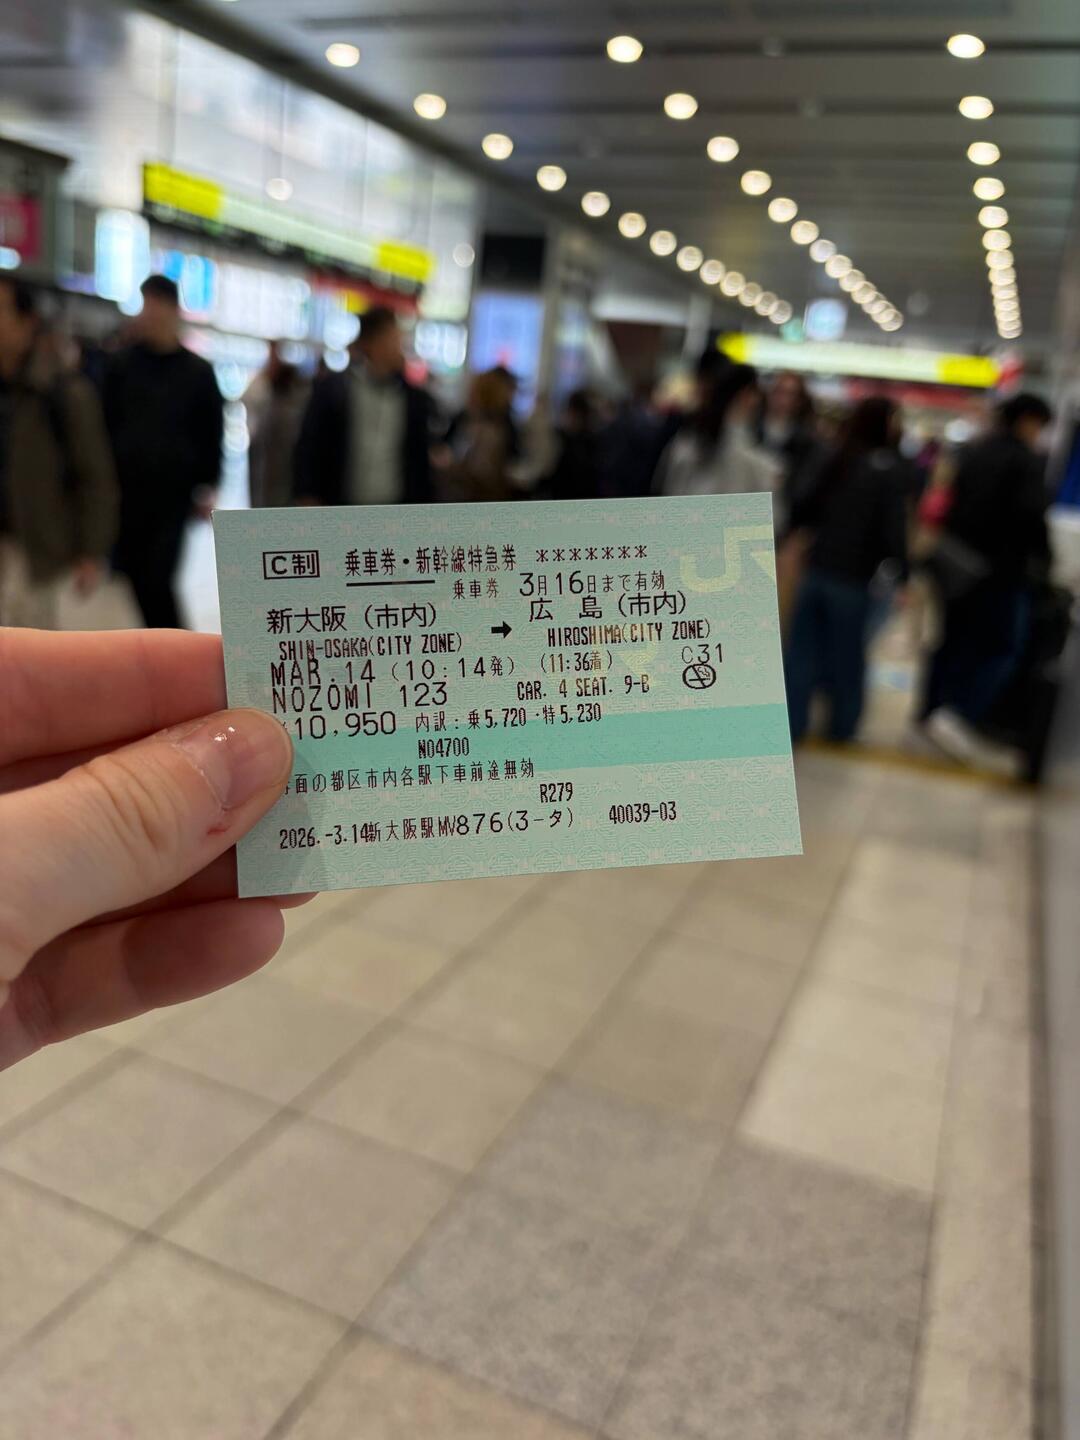 C制 乗車券・新幹線特急券 *******
乗車券 3月16日まで有効
新大阪(市内) ➡ 広 島(市内)
SHIN-OSAKA(CITY ZONE) HIROSHIMA(CITY ZONE)
MAR.14(10:14発) (11:36着) C31
NOZOMI 123 CAR. 4 SEAT. 9-B
¥10,950 内訳:乗5,720・特5,230
N04700
面の都区市内各駅下車前途無効
R279
2026.-3.14新大阪駅MV876(3-タ) 40039-03
JR